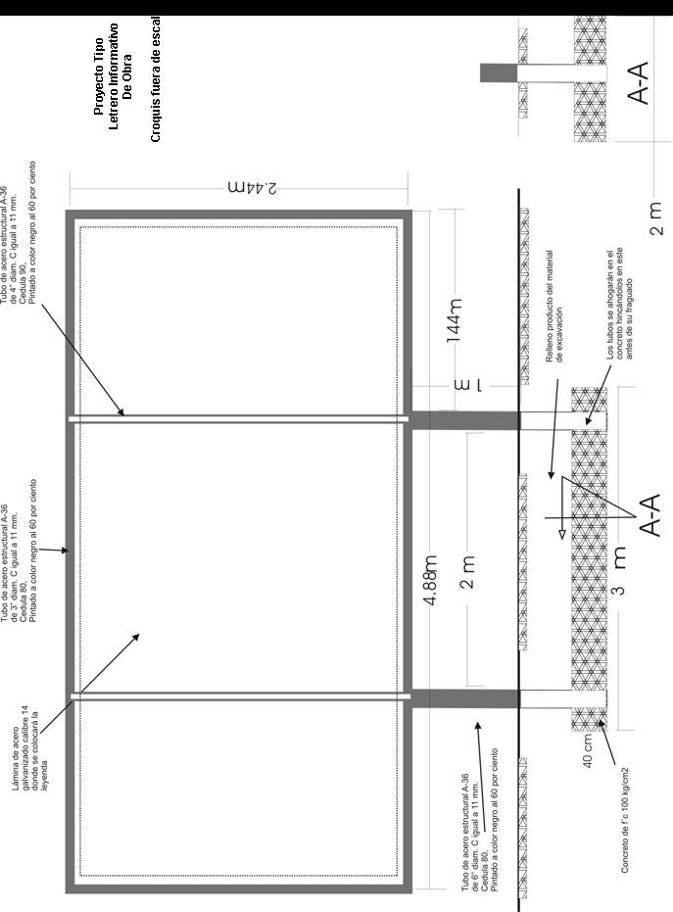 Lámina de acero
galvanizado calibre 14
donde se colocará la
leyenda
Tubo de acero estructural A-36
de 3" diam. C igual a 11 mm.
Cedula 80,
Pintado a color negro al 60 por ciento
Tubo de acero estructural A-36
de 4" diam. C igual a 11 mm.
Cedula 90,
Pintado a color negro al 60 por ciento
Proyecto Tipo
Letrero Informativo
De Obra
Croquis fuera de escal
2.44m
4.88m
144m
1 m
2 m
Tubo de acero estructural A-36
de 6" diam. C igual a 11 mm.
Cedula 80,
Pintado a color negro al 60 por ciento
Relleno producto del material
de excavación
Los tubos se ahogarán en el
concreto hincándolos en este
antes de su fraguado
40 cm
3 m
Concreto de f´c 100 kg/cm2
A-A
A-A
2 m